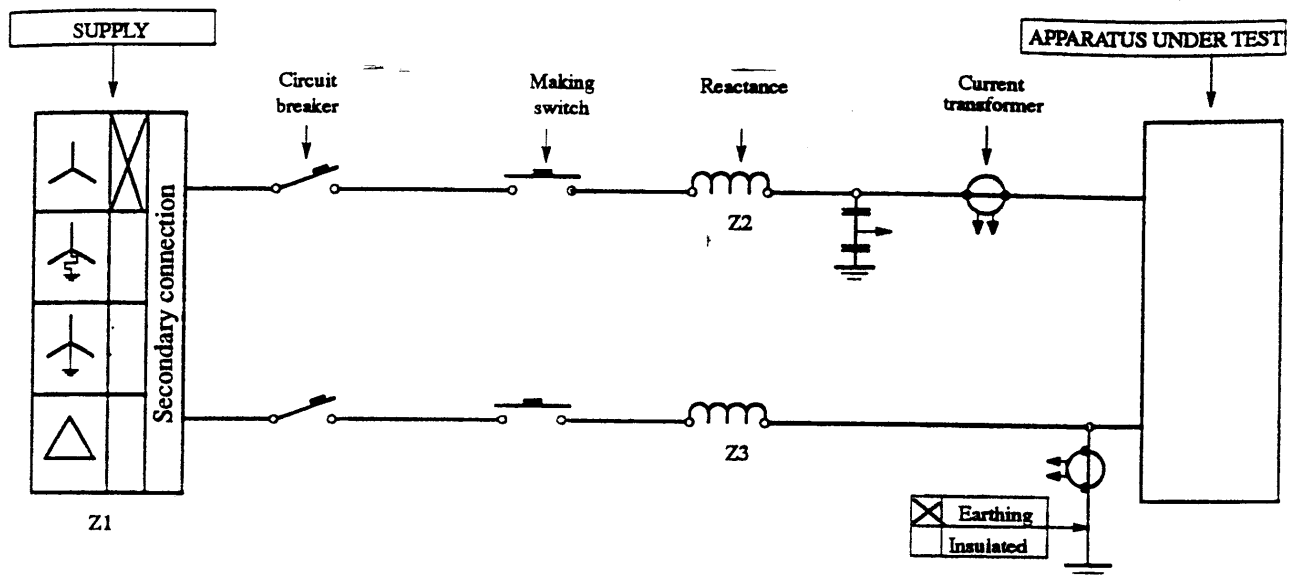 SUPPLY
APPARATUS UNDER TEST
Circuit
breaker
Making
switch
Reactance
Current
transformer
Secondary connection
Z2
Z3
Z1
Earthing
Insulated